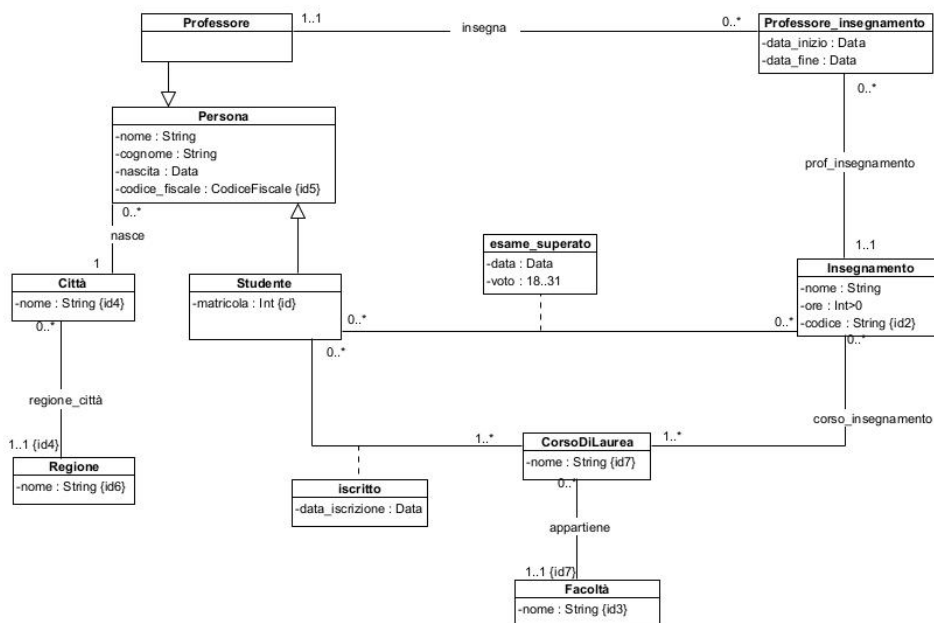 Professore
1..1
insegna
0..*
Professore_insegnamento
-data_inizio : Data
-data_fine : Data
0..*
Persona
-nome : String
-cognome : String
-nascita : Data
-codice_fiscale : CodiceFiscale {id5}
prof_insegnamento
0..*
nasce
1
esame_superato
-data : Data
-voto : 18..31
1..1
Città
-nome : String {id4}
Studente
-matricola : Int {id}
Insegnamento
-nome : String
-ore : Int>0
-codice : String {id2}
0..*
0..*
0..*
0..*
0..*
regione_città
corso_insegnamento
1..1 {id4}
1..*
CorsoDiLaurea
-nome : String {id7}
1..*
Regione
-nome : String {id6}
iscritto
-data_iscrizione : Data
0..*
appartiene
1..1 {id7}
Facoltà
-nome : String {id3}